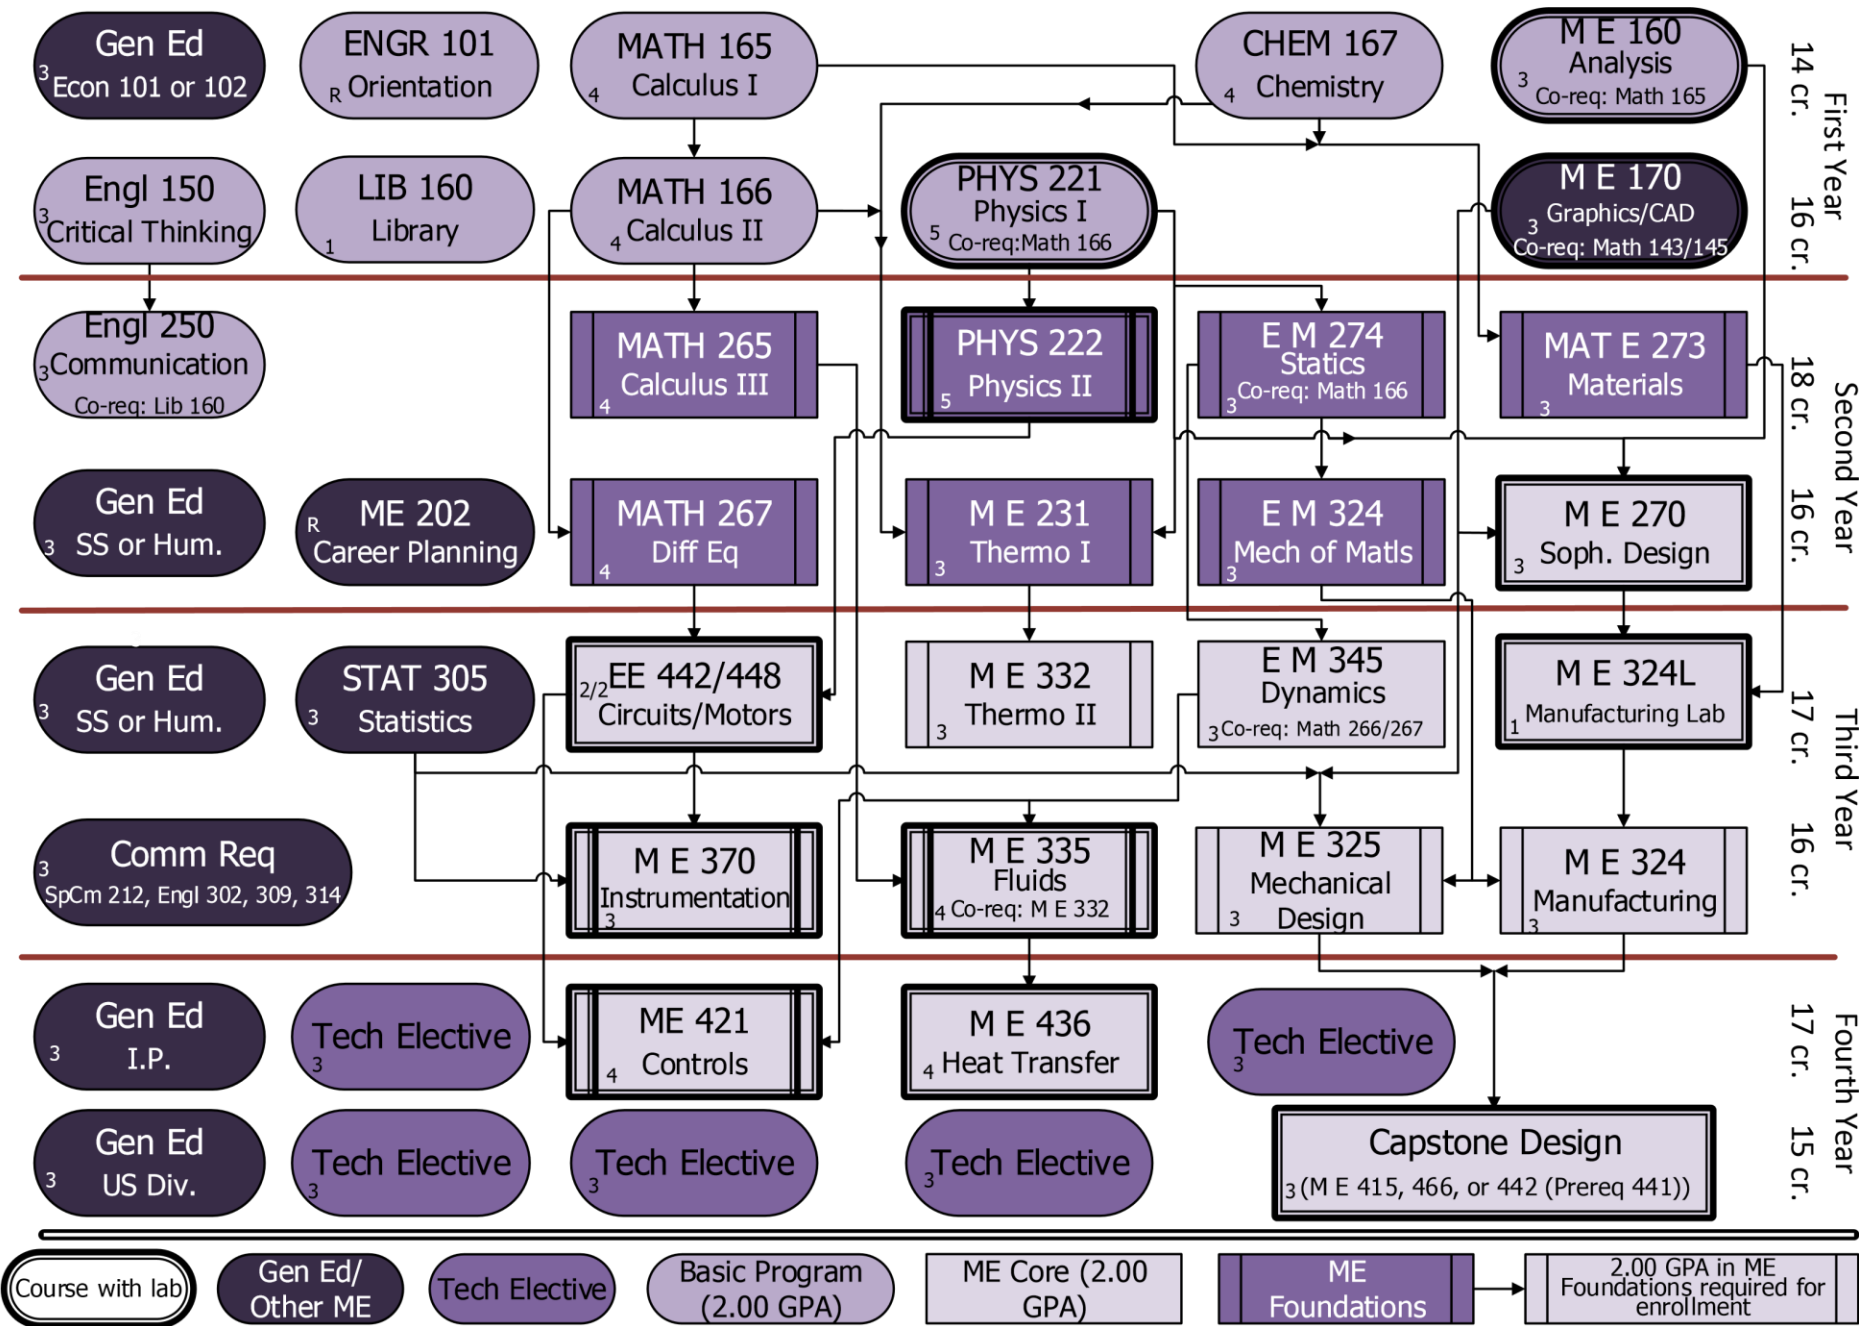 Gen Ed
3 Econ 101 or 102
ENGR 101
R Orientation
MATH 165
4 Calculus I
CHEM 167
4 Chemistry
M E 160
Analysis
3 Co-req: Math 165
14 cr.
First Year
Engl 150
3 Critical Thinking
LIB 160
1 Library
MATH 166
4 Calculus II
PHYS 221
Physics I
5 Co-req:Math 166
M E 170
3 Graphics/CAD
Co-req: Math 143/145
16 cr.
Engl 250
3 Communication
Co-req: Lib 160
MATH 265
Calculus III
4
PHYS 222
5 Physics II
E M 274
Statics
3 Co-req: Math 166
MAT E 273
Materials
3
18 cr.
Second Year
Gen Ed
3 SS or Hum.
R ME 202
Career Planning
MATH 267
Diff Eq
4
M E 231
3 Thermo I
E M 324
Mech of Matls
3
M E 270
3 Soph. Design
16 cr.
Gen Ed
3 SS or Hum.
STAT 305
3 Statistics
2/2 EE 442/448
Circuits/Motors
M E 332
3 Thermo II
E M 345
Dynamics
3 Co-req: Math 266/267
M E 324L
1 Manufacturing Lab
17 cr.
Third Year
3 Comm Req
SpCm 212, Engl 302, 309, 314
M E 370
Instrumentation
3
M E 335
Fluids
4 Co-req: M E 332
M E 325
Mechanical
3 Design
M E 324
Manufacturing
3
16 cr.
Gen Ed
3 I.P.
Tech Elective
3
ME 421
4 Controls
M E 436
4 Heat Transfer
Tech Elective
3
17 cr.
Fourth Year
Gen Ed
3 US Div.
Tech Elective
3
Tech Elective
3
Tech Elective
3
Capstone Design
3 (M E 415, 466, or 442 (Prereq 441))
15 cr.
Course with lab
Gen Ed/
Other ME
Tech Elective
Basic Program
(2.00 GPA)
ME Core (2.00
GPA)
ME
Foundations
2.00 GPA in ME
Foundations required for
enrollment